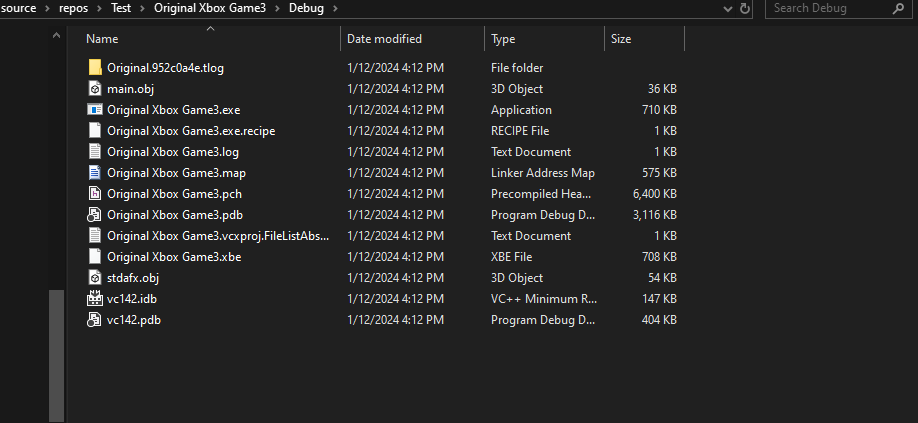 source > repos > Test > Original Xbox Game3 > Debug >
Search Debug
Name Date modified Type Size
Original.952c0a4e.tlog 1/12/2024 4:12 PM File folder
main.obj 1/12/2024 4:12 PM 3D Object 36 KB
Original Xbox Game3.exe 1/12/2024 4:12 PM Application 710 KB
Original Xbox Game3.exe.recipe 1/12/2024 4:12 PM RECIPE File 1 KB
Original Xbox Game3.log 1/12/2024 4:12 PM Text Document 1 KB
Original Xbox Game3.map 1/12/2024 4:12 PM Linker Address Map 575 KB
Original Xbox Game3.pch 1/12/2024 4:12 PM Precompiled Hea... 6,400 KB
Original Xbox Game3.pdb 1/12/2024 4:12 PM Program Debug D... 3,116 KB
Original Xbox Game3.vcxproj.FileListAbs... 1/12/2024 4:12 PM Text Document 1 KB
Original Xbox Game3.xbe 1/12/2024 4:12 PM XBE File 708 KB
stdafx.obj 1/12/2024 4:12 PM 3D Object 54 KB
vc142.idb 1/12/2024 4:12 PM VC++ Minimum R... 147 KB
vc142.pdb 1/12/2024 4:12 PM Program Debug D... 404 KB